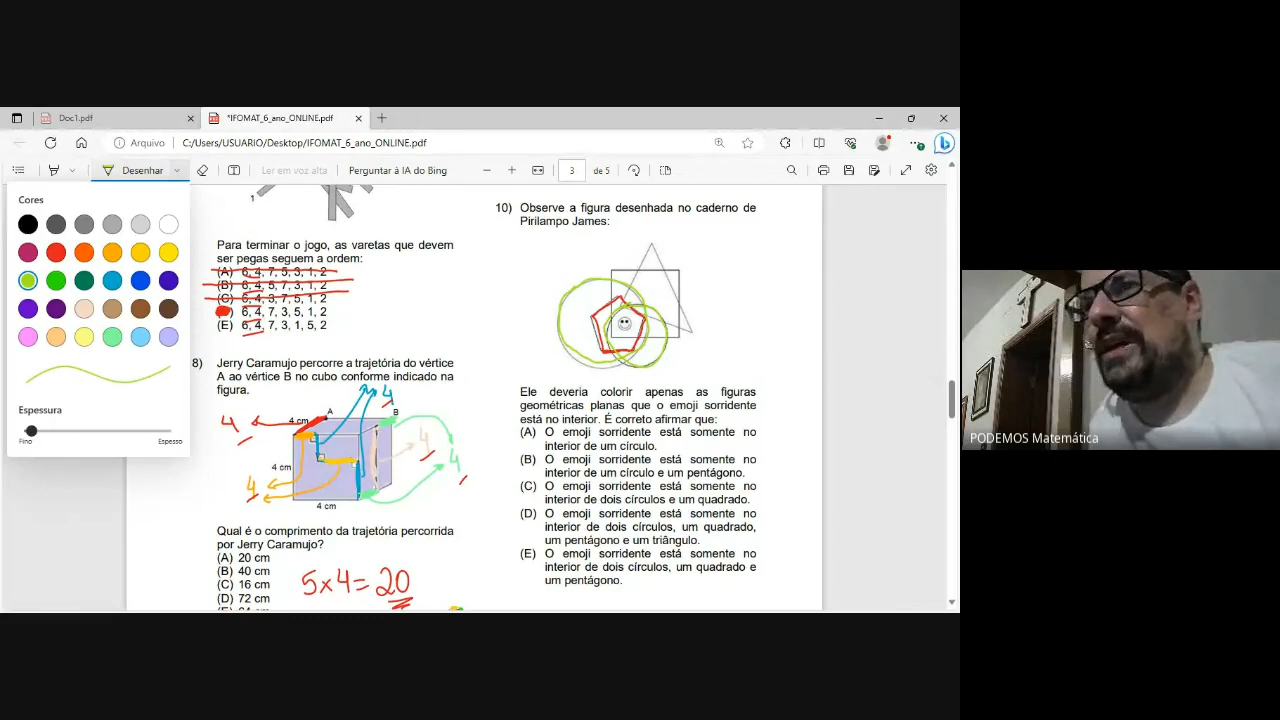 Doc1.pdf
*IFOMAT_6_ano_ONLINE.pdf
Arquivo
C:/Users/USUARIO/Desktop/IFOMAT_6_ano_ONLINE.pdf
Desenhar
Ler em voz alta
Perguntar à IA do Bing
3
de 5
Cores
Espessura
Fino
Espesso
1
Para terminar o jogo, as varetas que devem
ser pegas seguem a ordem:
(A) 6, 4, 7, 5, 3, 1, 2
(B) 6, 4, 5, 7, 3, 1, 2
(C) 6, 4, 3, 7, 5, 1, 2
6, 4, 7, 3, 5, 1, 2
(E) 6, 4, 7, 3, 1, 5, 2
8) Jerry Caramujo percorre a trajetória do vértice
A ao vértice B no cubo conforme indicado na
figura.
4
4 cm
A
4
B
4 cm
4
4
4
4 cm
Qual é o comprimento da trajetória percorrida
por Jerry Caramujo?
(A) 20 cm
(B) 40 cm
(C) 16 cm
(D) 72 cm
5x4=20
10) Observe a figura desenhada no caderno de
Pirilampo James:
Ele deveria colorir apenas as figuras
geométricas planas que o emoji sorridente
está no interior. É correto afirmar que:
(A) O emoji sorridente está somente no
interior de um círculo.
(B) O emoji sorridente está somente no
interior de um círculo e um pentágono.
(C) O emoji sorridente está somente no
interior de dois círculos e um quadrado.
(D) O emoji sorridente está somente no
interior de dois círculos, um quadrado,
um pentágono e um triângulo.
(E) O emoji sorridente está somente no
interior de dois círculos, um quadrado e
um pentágono.
PODEMOS Matemática